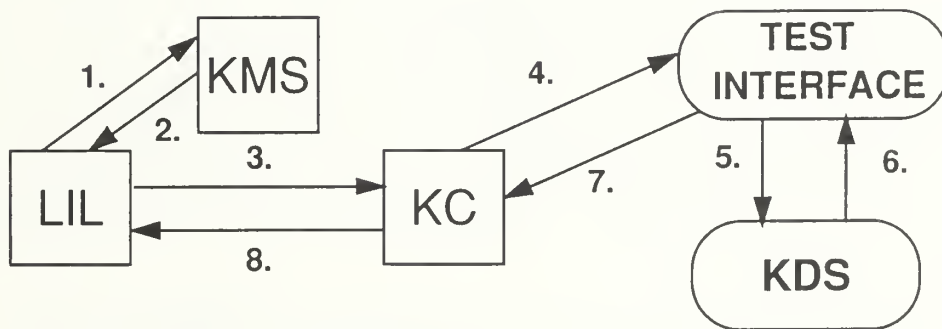 TEST
INTERFACE
KMS
1.
2.
4.
3.
LIL
KC
7.
5.
6.
8.
KDS